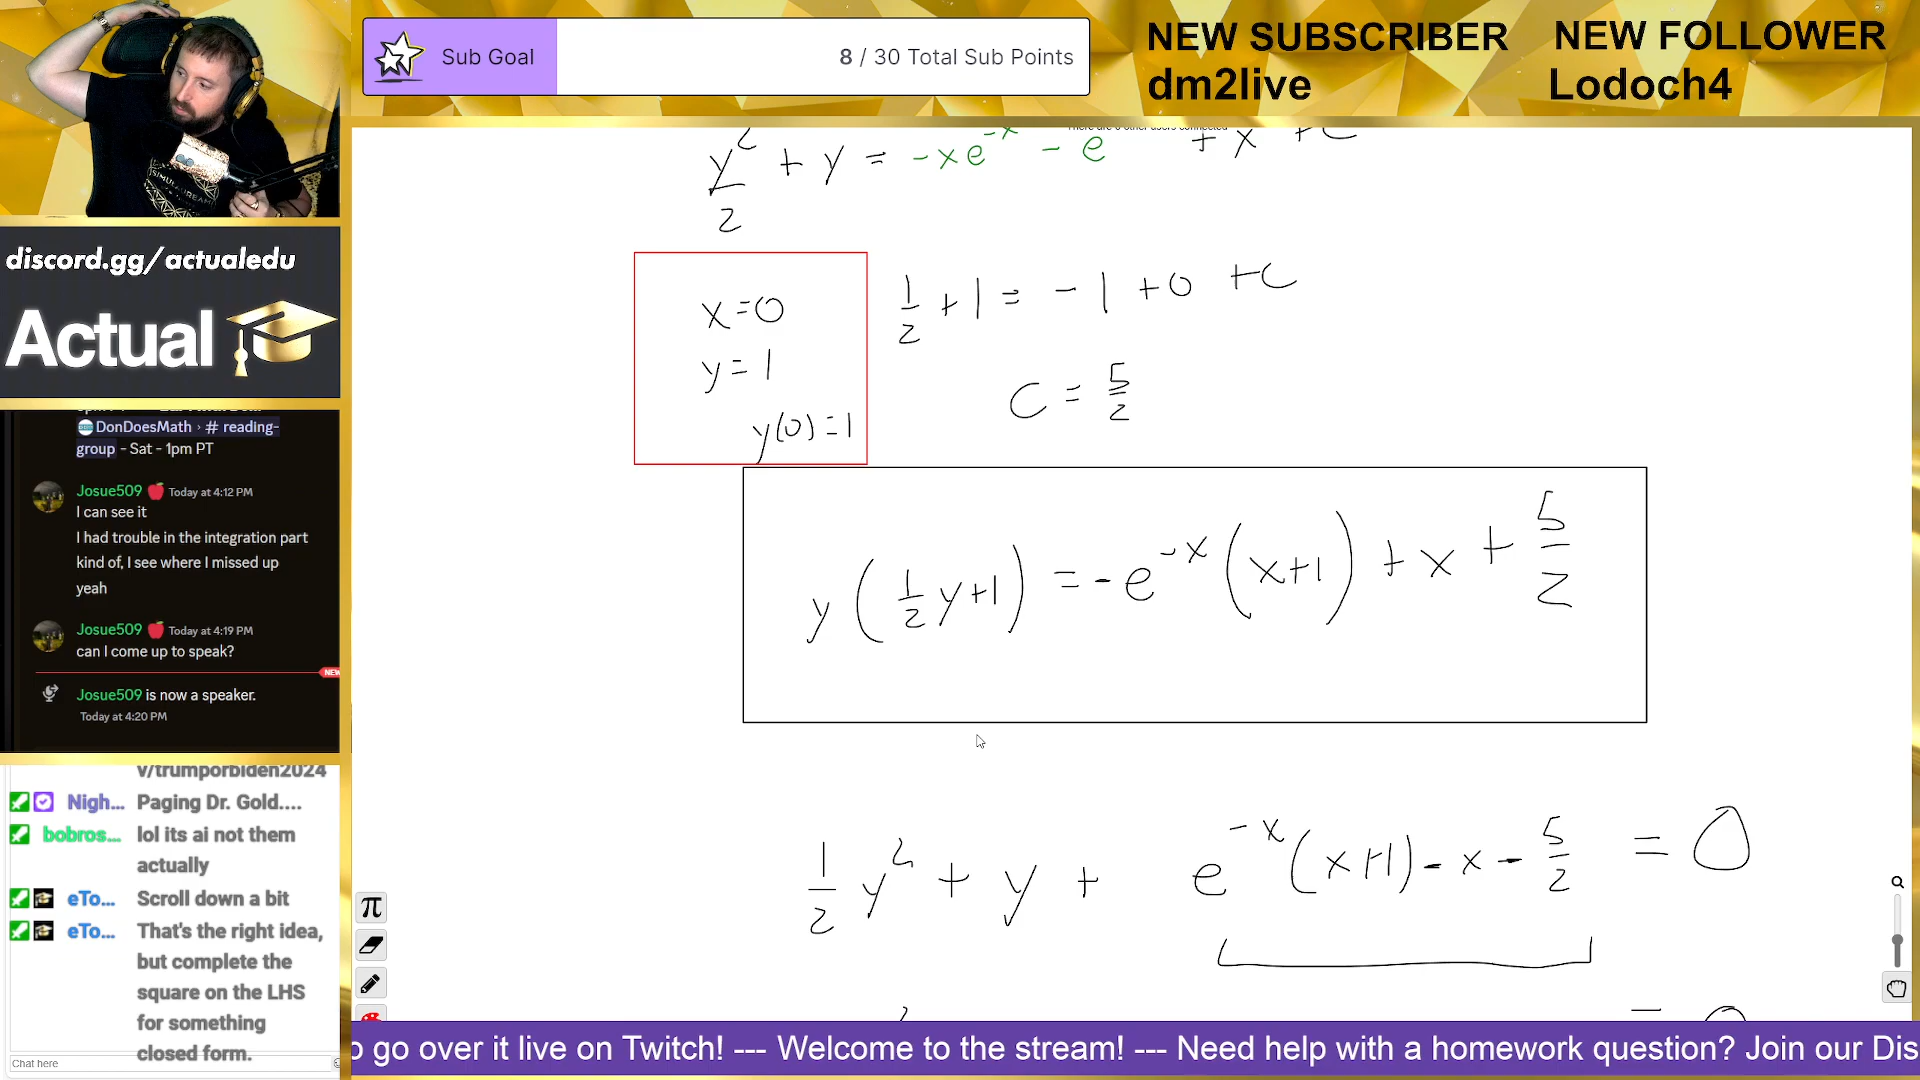 Sub Goal
8 / 30 Total Sub Points
NEW SUBSCRIBER
dm2live
NEW FOLLOWER
Lodoch4
y²/2 + y = -xe^-x - e + x + C
x=0
y=1
y(0)=1
1/2 + 1 = -1 + 0 + C
C = 5/2
y(1/2 y+1) = -e^-x (x+1) + x + 5/2
1/2 y² + y + e^-x (x+1) - x - 5/2 = 0
discord.gg/actualedu
Actual
DonDoesMath › # reading-
group - Sat - 1pm PT
Josue509 Today at 4:12 PM
I can see it
I had trouble in the integration part
kind of, I see where I missed up
yeah
Josue509 Today at 4:19 PM
can I come up to speak?
NEW
Josue509 is now a speaker.
Today at 4:20 PM
v/trumporbiden2024
Nigh... Paging Dr. Gold....
bobros... lol its ai not them
actually
eTo... Scroll down a bit
eTo... That's the right idea,
but complete the
square on the LHS
for something
closed form.
Chat here
π
o go over it live on Twitch! --- Welcome to the stream! --- Need help with a homework question? Join our Dis